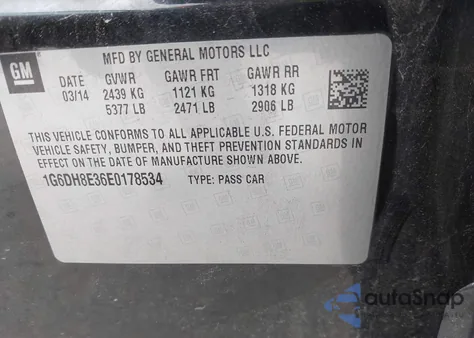 GM
MFD BY GENERAL MOTORS LLC
DATE GVWR GAWR FRT GAWR RR
03/14 2439 KG 1121 KG 1318 KG
5377 LB 2471 LB 2906 LB
THIS VEHICLE CONFORMS TO ALL APPLICABLE U.S. FEDERAL MOTOR
VEHICLE SAFETY, BUMPER, AND THEFT PREVENTION STANDARDS IN
EFFECT ON THE DATE OF MANUFACTURE SHOWN ABOVE.
1G6DH8E36E0178534 TYPE: PASS CAR
autoSnap